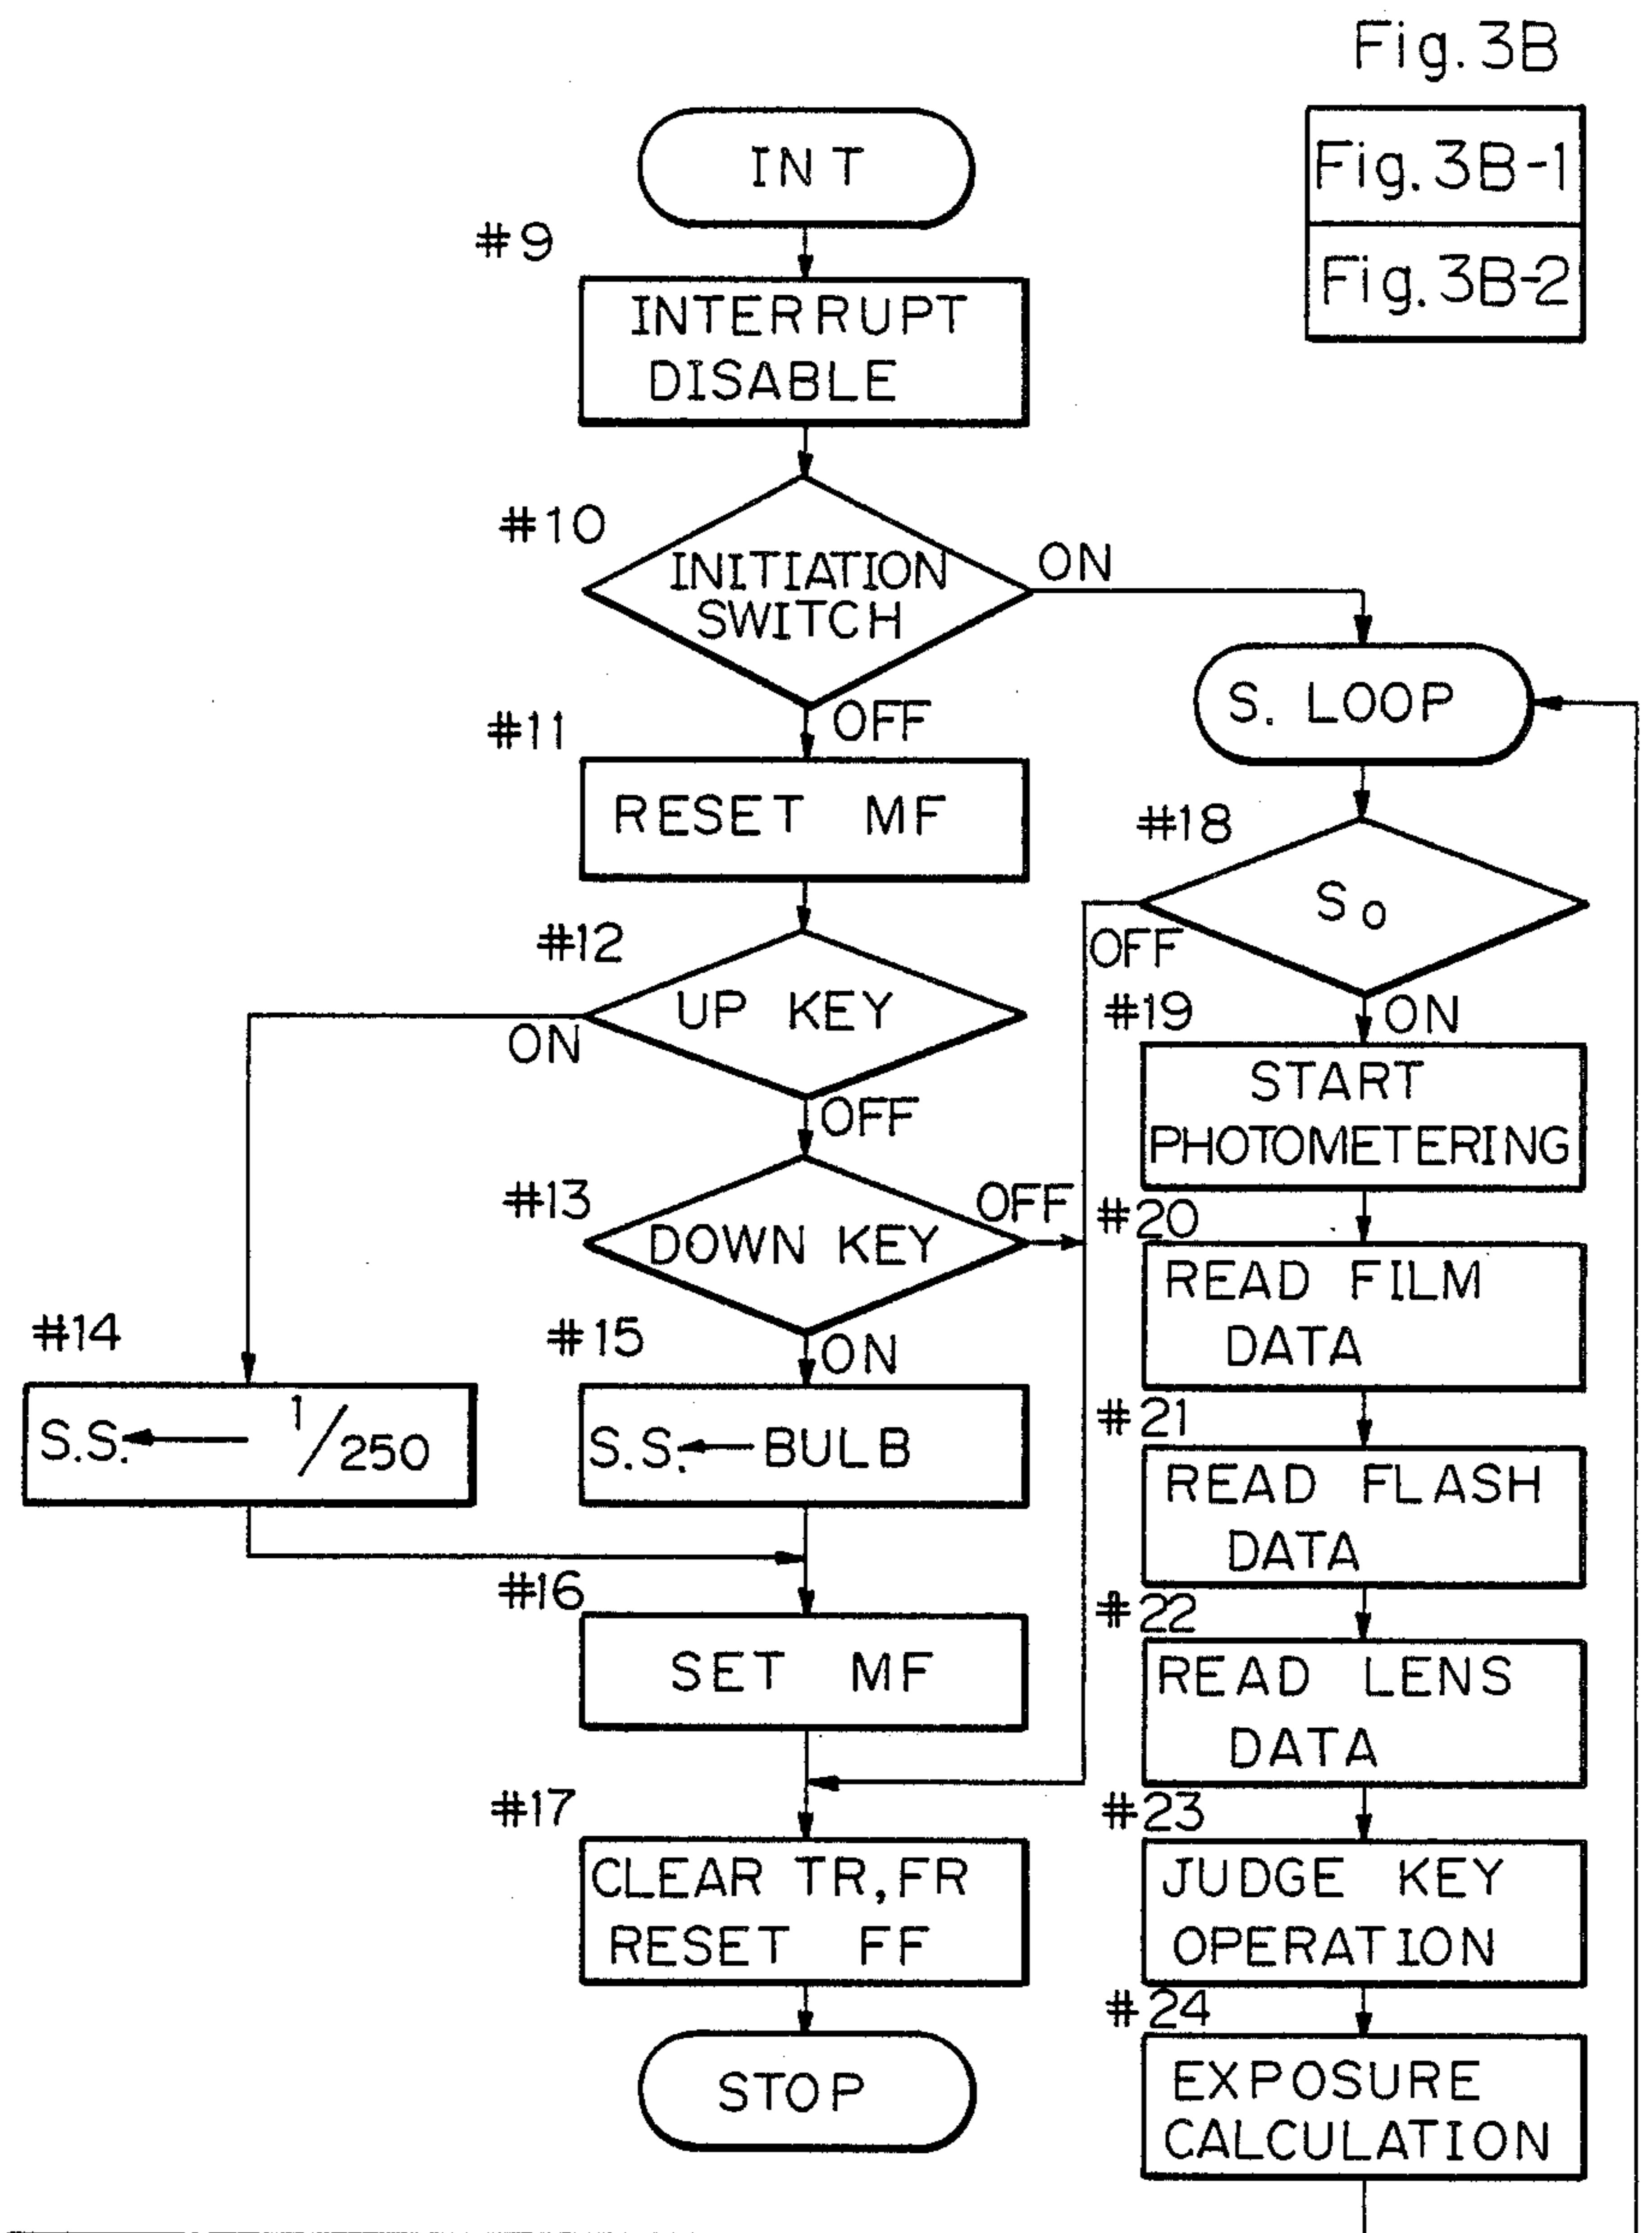 Fig. 3B
Fig. 3B-1
Fig. 3B-2
INT
#9
INTERRUPT
DISABLE
#10
INITIATION
SWITCH
ON
OFF
#11
RESET MF
#12
UP KEY
ON
OFF
#13
DOWN KEY
OFF
ON
#14
S.S.← 1/250
#15
S.S.←BULB
#16
SET MF
#17
CLEAR TR, FR
RESET FF
STOP
S. LOOP
#18
So
OFF
ON
#19
START
PHOTOMETERING
#20
READ FILM
DATA
#21
READ FLASH
DATA
#22
READ LENS
DATA
#23
JUDGE KEY
OPERATION
#24
EXPOSURE
CALCULATION